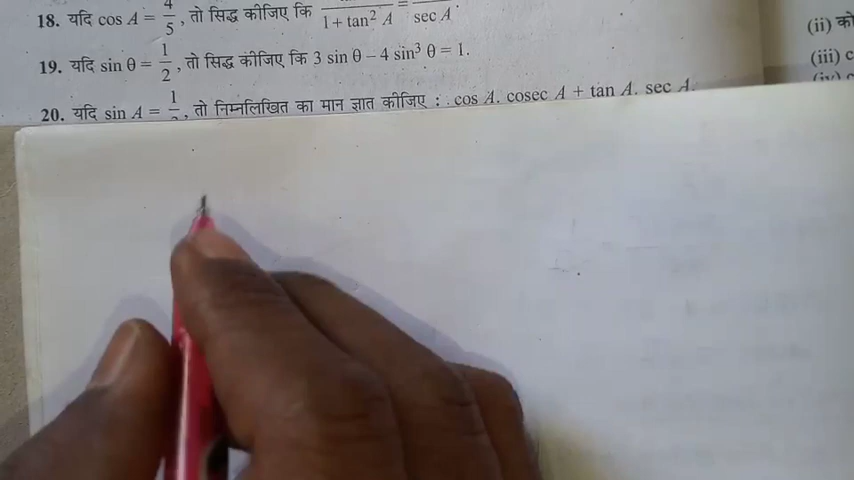 18. यदि cos A = 4/5, तो सिद्ध कीजिए कि /1 + tan² A = /sec A.
19. यदि sin θ = 1/2, तो सिद्ध कीजिए कि 3 sin θ – 4 sin³ θ = 1.
20. यदि sin A = 1/, तो निम्नलिखित का मान ज्ञात कीजिए : cos A. cosec A + tan A. sec A.
(ii) को
(iii) c
(iv) c